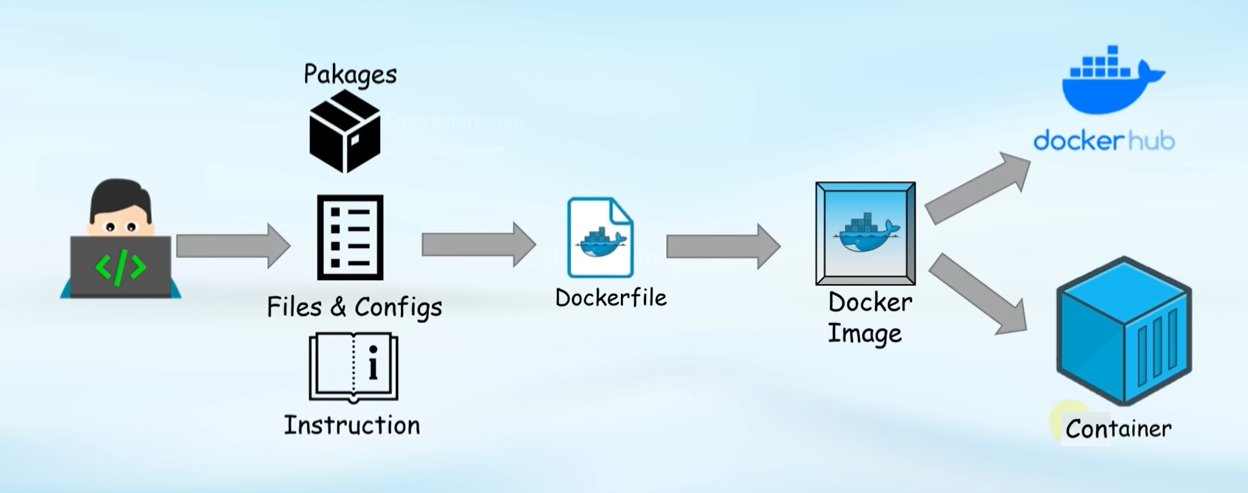 Pakages
Files & Configs
Instruction
</>
i
Dockerfile
Docker
Image
dockerhub
Container